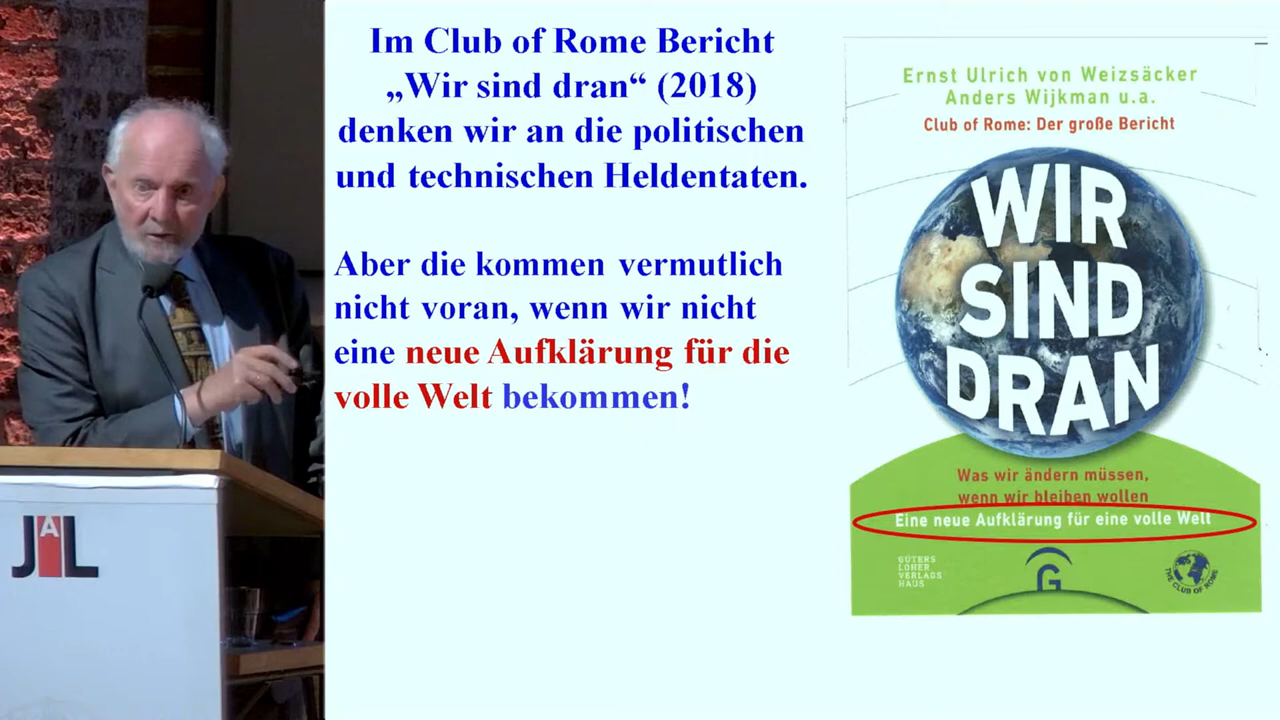 Im Club of Rome Bericht
„Wir sind dran“ (2018)
denken wir an die politischen
und technischen Heldentaten.
Aber die kommen vermutlich
nicht voran, wenn wir nicht
eine neue Aufklärung für die
volle Welt bekommen!
Ernst Ulrich von Weizsäcker
Anders Wijkman u.a.
Club of Rome: Der große Bericht
WIR
SIND
DRAN
Was wir ändern müssen,
wenn wir bleiben wollen
Eine neue Aufklärung für eine volle Welt
GÜTERS
LOHER
VERLAGS
HAUS
G
THE CLUB OF ROME
JAL